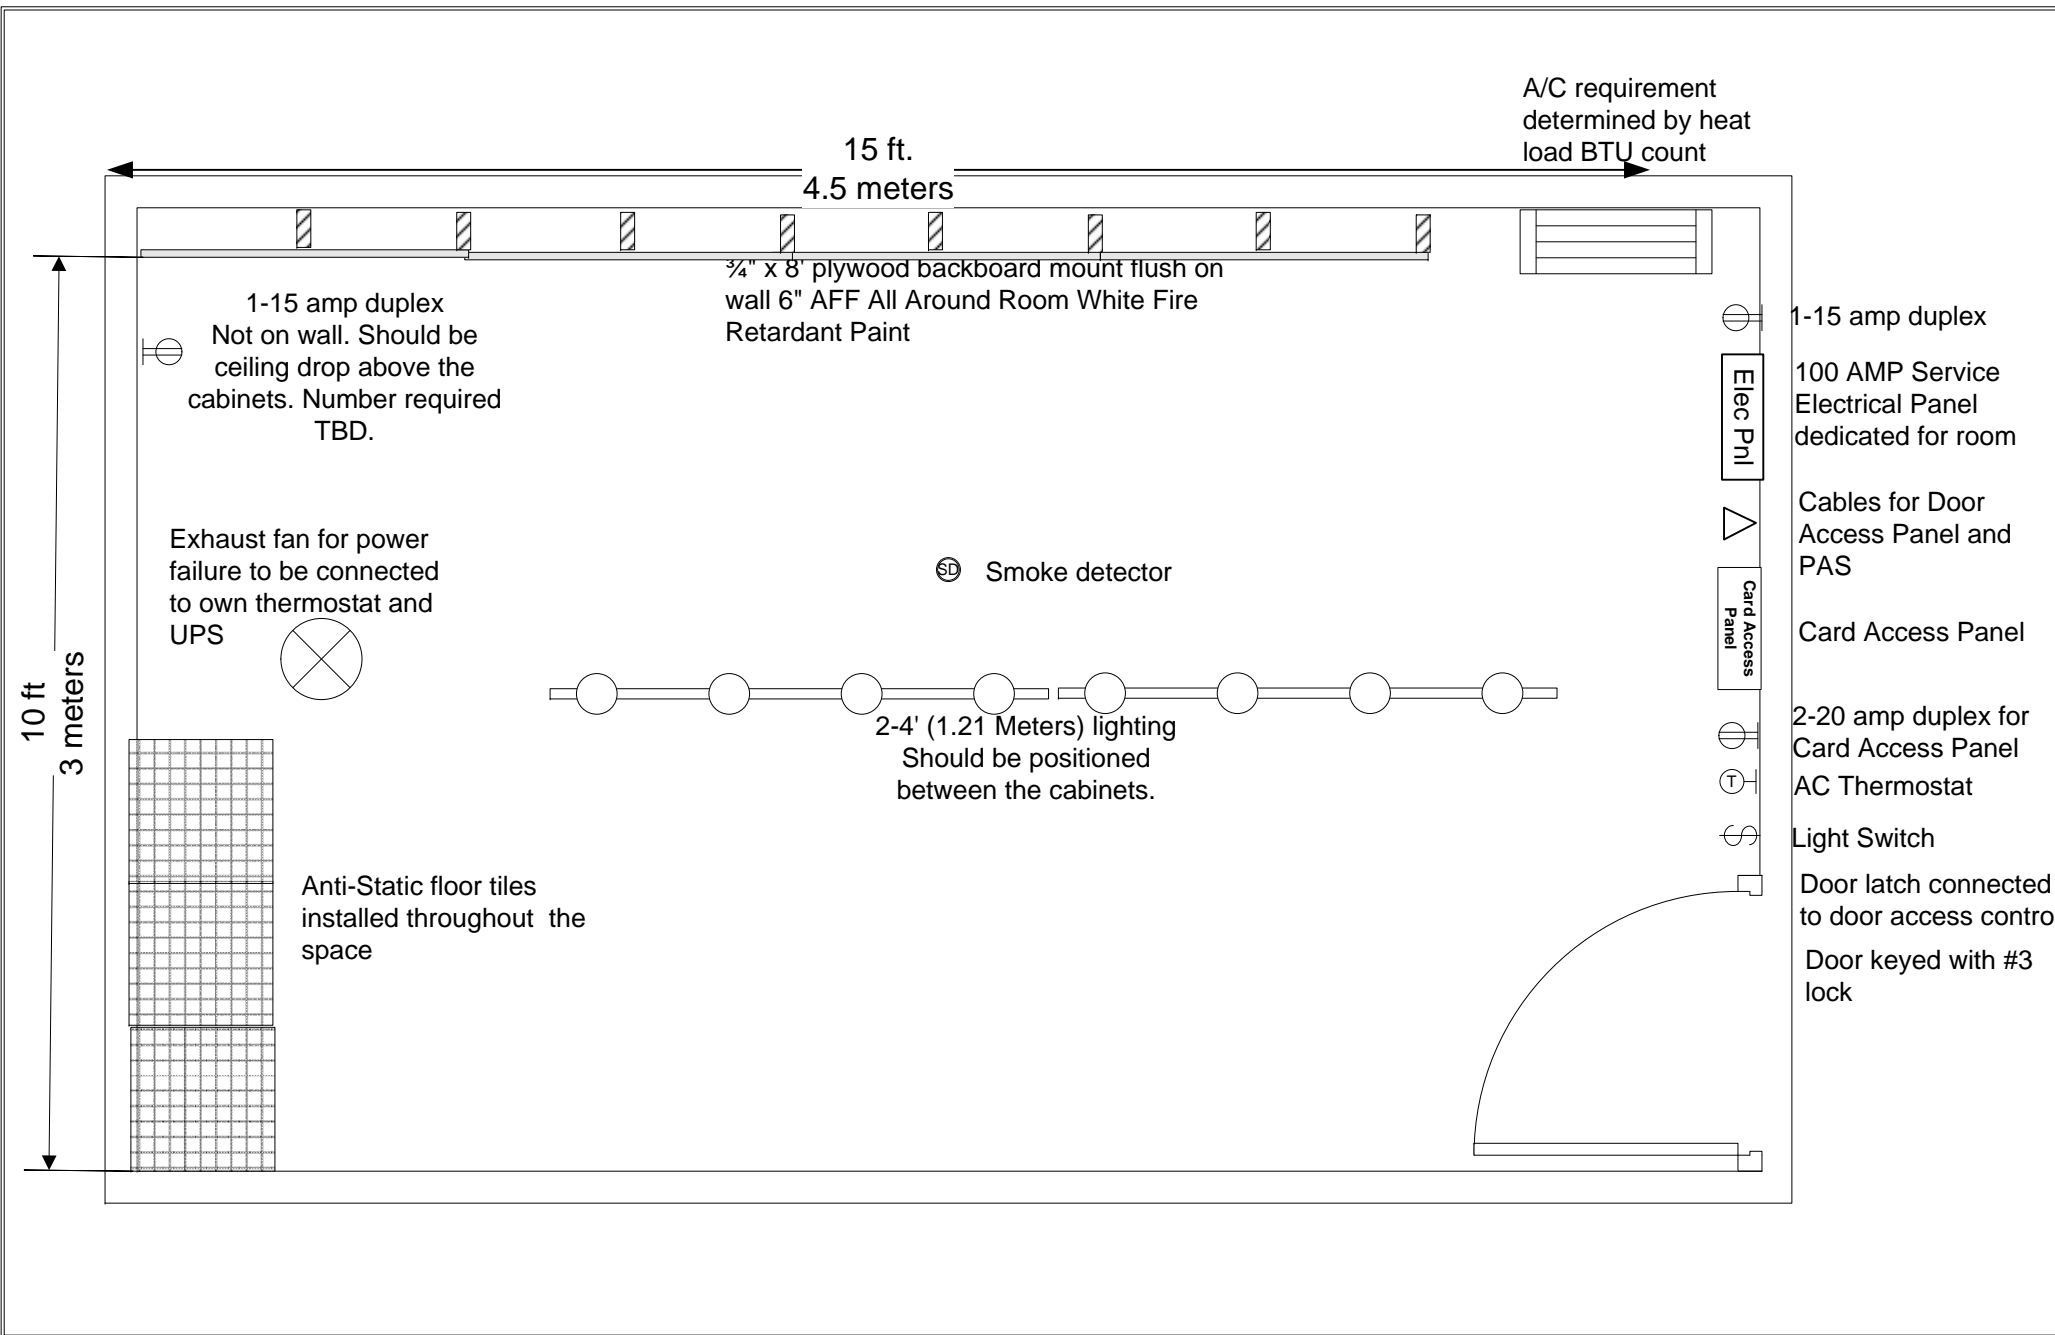 A/C requirement
determined by heat
load BTU count
15 ft.
4.5 meters
¾" x 8' plywood backboard mount flush on
wall 6" AFF All Around Room White Fire
Retardant Paint
1-15 amp duplex
Not on wall. Should be
ceiling drop above the
cabinets. Number required
TBD.
1-15 amp duplex
Elec Pnl
100 AMP Service
Electrical Panel
dedicated for room
Cables for Door
Access Panel and
PAS
Exhaust fan for power
failure to be connected
to own thermostat and
UPS
SD
Smoke detector
Card Access
Panel
Card Access Panel
10 ft
3 meters
2-4' (1.21 Meters) lighting
Should be positioned
between the cabinets.
2-20 amp duplex for
Card Access Panel
T
AC Thermostat
S
Light Switch
Anti-Static floor tiles
installed throughout the
space
Door latch connected
to door access contro
Door keyed with #3
lock